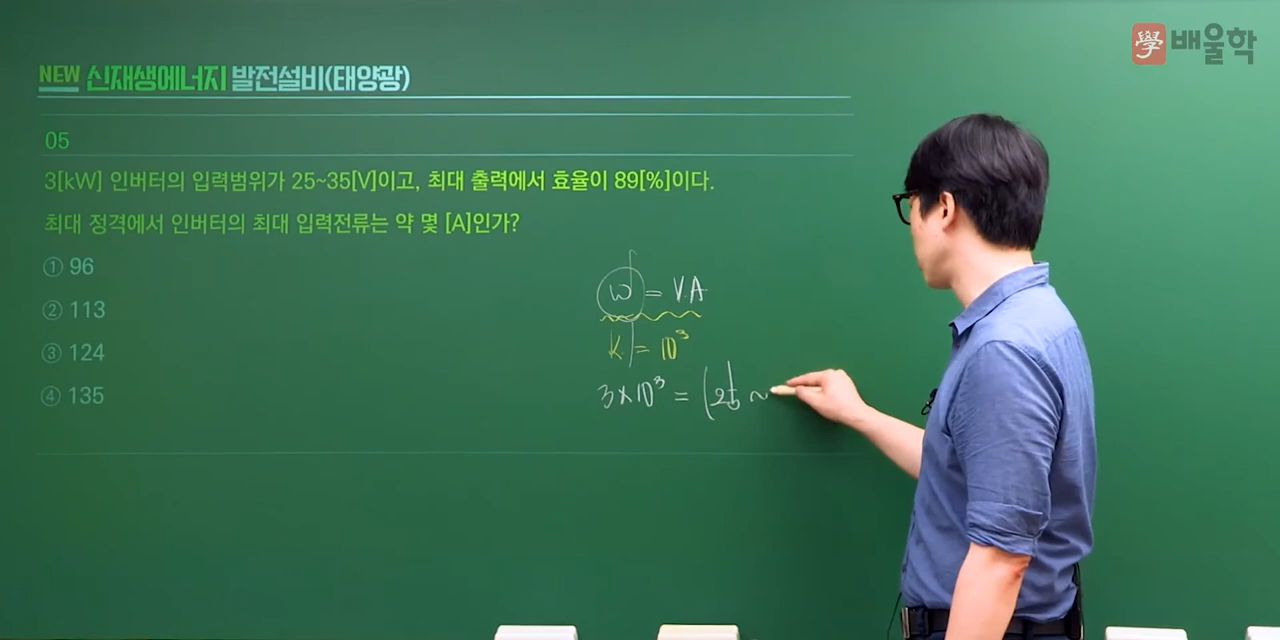 學 배울학
NEW 신재생에너지 발전설비(태양광)
05
3[kW] 인버터의 입력범위가 25~35[V]이고, 최대 출력에서 효율이 89[%]이다.
최대 정격에서 인버터의 최대 입력전류는 약 몇 [A]인가?
① 96
② 113
③ 124
④ 135
W = V.A
k = 10³
3×10³ = (25 ~